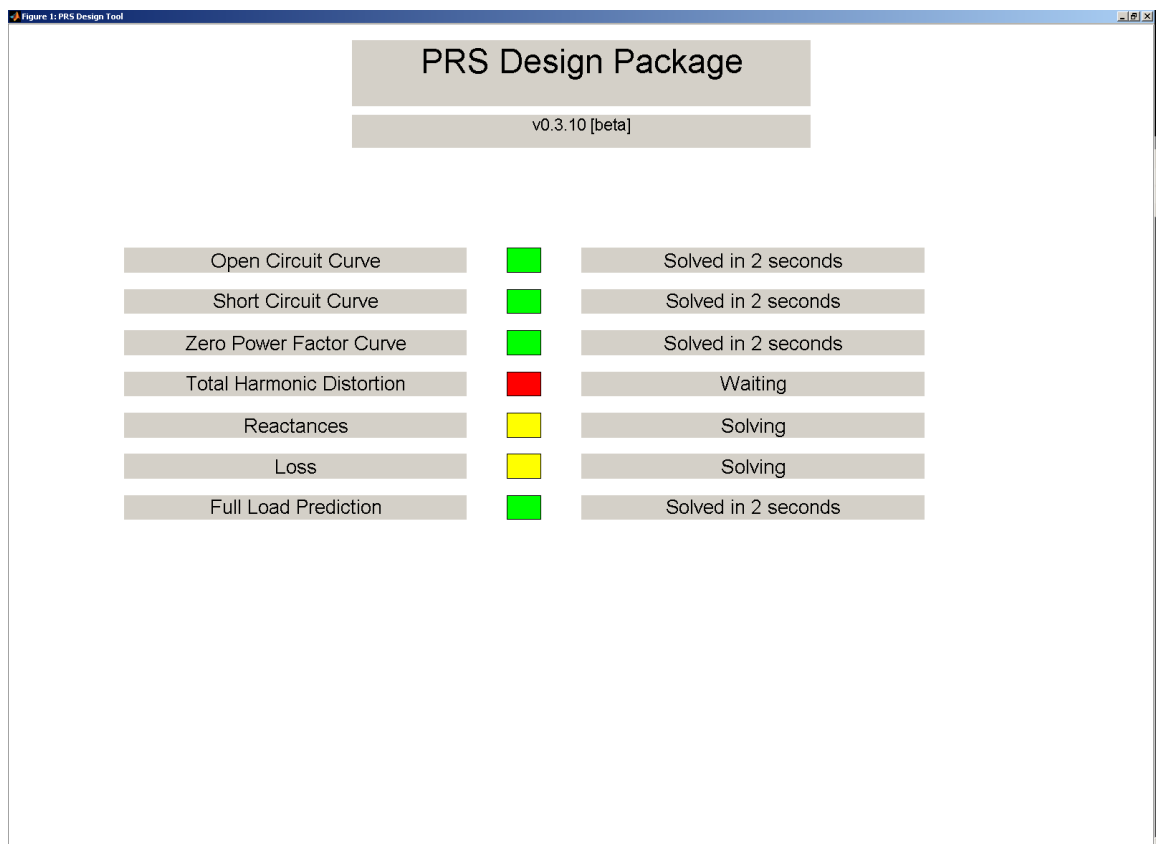 Figure 1: PRS Design Tool
PRS Design Package
v0.3.10 [beta]
Open Circuit Curve Solved in 2 seconds
Short Circuit Curve Solved in 2 seconds
Zero Power Factor Curve Solved in 2 seconds
Total Harmonic Distortion Waiting
Reactances Solving
Loss Solving
Full Load Prediction Solved in 2 seconds